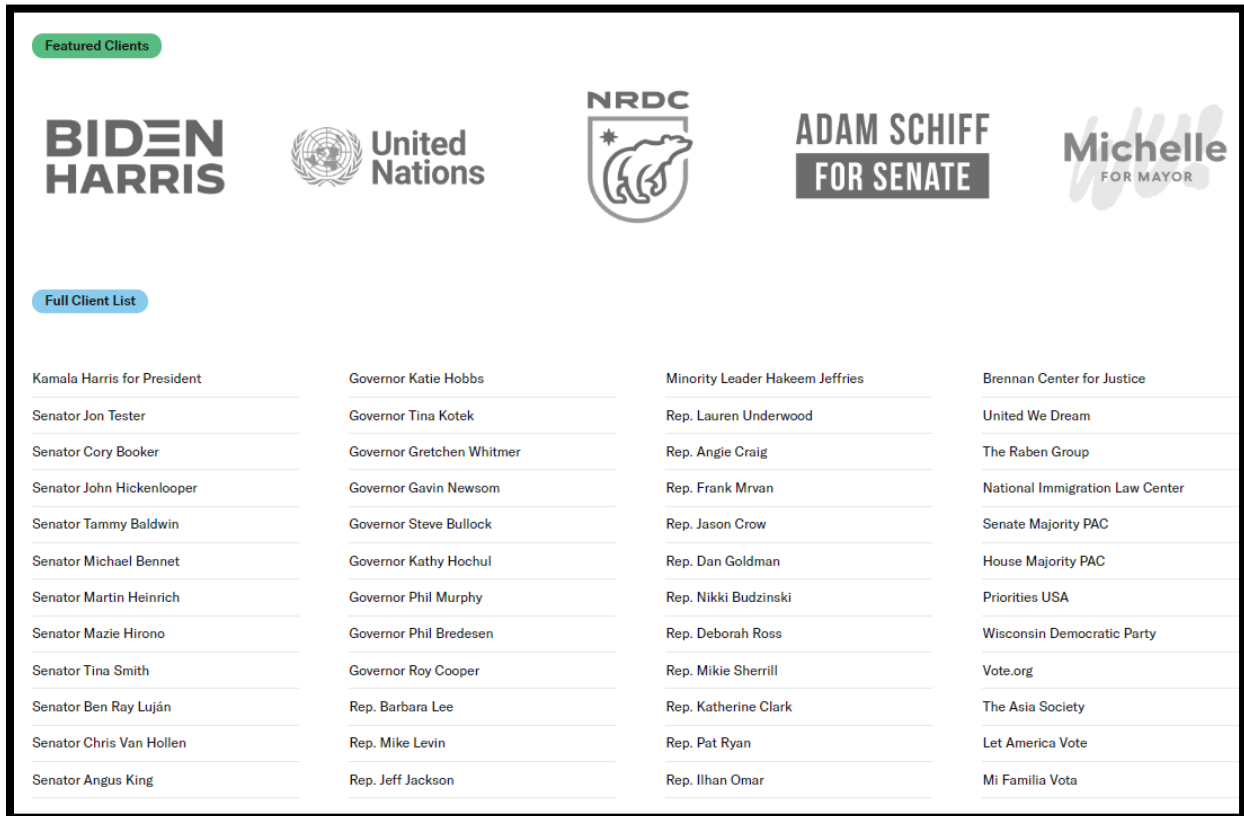 Featured Clients
BIDEN
HARRIS
United
Nations
NRDC
ADAM SCHIFF
FOR SENATE
Michelle
FOR MAYOR
Full Client List
Kamala Harris for President
Senator Jon Tester
Senator Cory Booker
Senator John Hickenlooper
Senator Tammy Baldwin
Senator Michael Bennet
Senator Martin Heinrich
Senator Mazie Hirono
Senator Tina Smith
Senator Ben Ray Luján
Senator Chris Van Hollen
Senator Angus King
Governor Katie Hobbs
Governor Tina Kotek
Governor Gretchen Whitmer
Governor Gavin Newsom
Governor Steve Bullock
Governor Kathy Hochul
Governor Phil Murphy
Governor Phil Bredesen
Governor Roy Cooper
Rep. Barbara Lee
Rep. Mike Levin
Rep. Jeff Jackson
Minority Leader Hakeem Jeffries
Rep. Lauren Underwood
Rep. Angie Craig
Rep. Frank Mrvan
Rep. Jason Crow
Rep. Dan Goldman
Rep. Nikki Budzinski
Rep. Deborah Ross
Rep. Mikie Sherrill
Rep. Katherine Clark
Rep. Pat Ryan
Rep. Ilhan Omar
Brennan Center for Justice
United We Dream
The Raben Group
National Immigration Law Center
Senate Majority PAC
House Majority PAC
Priorities USA
Wisconsin Democratic Party
Vote.org
The Asia Society
Let America Vote
Mi Familia Vota